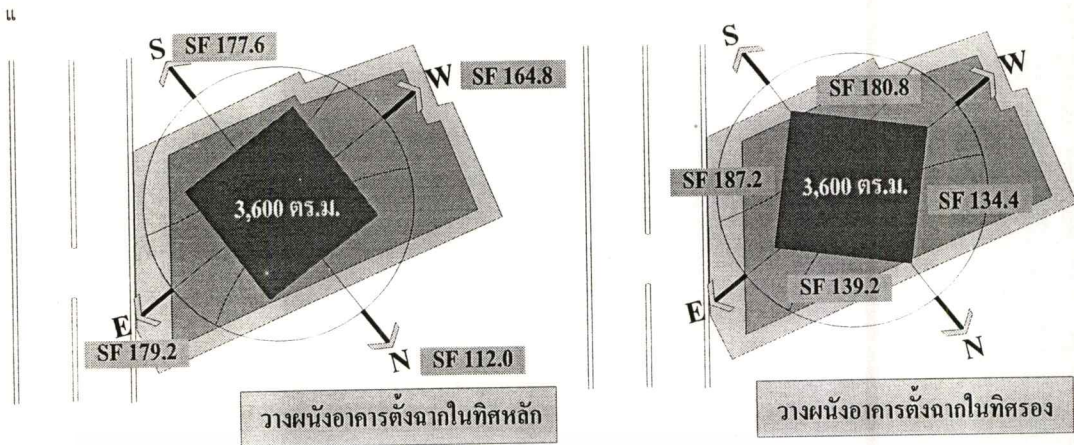 แ
S
SF 177.6
W
SF 164.8
3,600 ตร.ม.
E
SF 179.2
N
SF 112.0
วางผนังอาคารตั้งฉากในทิศหลัก
S
SF 180.8
W
SF 187.2
3,600 ตร.ม.
SF 134.4
SF 139.2
E
N
วางผนังอาคารตั้งฉากในทิศรอง